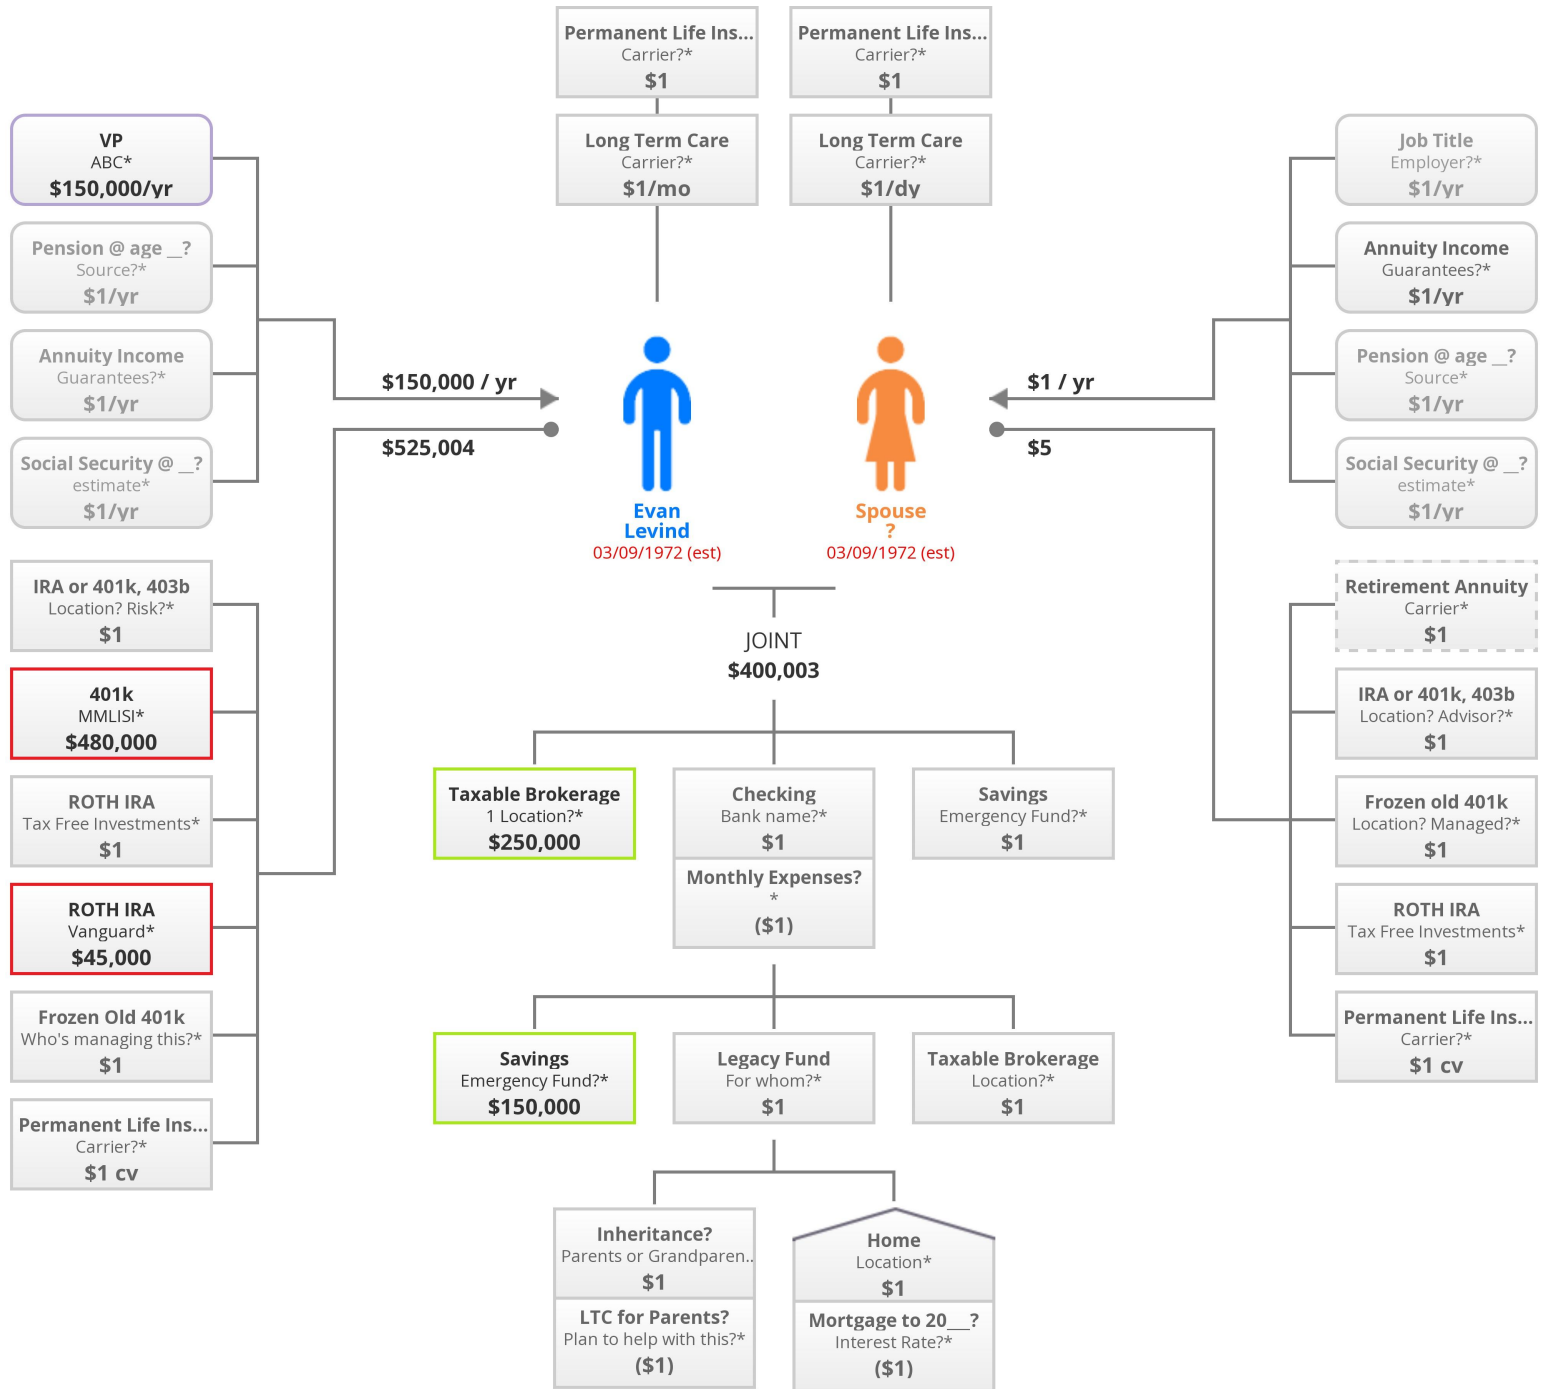 Permanent Life Ins...
Carrier?*
$1
Permanent Life Ins...
Carrier?*
$1
Long Term Care
Carrier?*
$1/mo
Long Term Care
Carrier?*
$1/dy
VP
ABC*
$150,000/yr
Pension @ age __?
Source?*
$1/yr
Annuity Income
Guarantees?*
$1/yr
Social Security @ __?
estimate*
$1/yr
$150,000 / yr
$525,004
Evan
Levind
03/09/1972 (est)
Spouse
?
03/09/1972 (est)
$1 / yr
$5
Job Title
Employer?*
$1/yr
Annuity Income
Guarantees?*
$1/yr
Pension @ age __?
Source*
$1/yr
Social Security @ __?
estimate*
$1/yr
IRA or 401k, 403b
Location? Risk?*
$1
401k
MMLISI*
$480,000
ROTH IRA
Tax Free Investments*
$1
ROTH IRA
Vanguard*
$45,000
Frozen Old 401k
Who's managing this?*
$1
Permanent Life Ins...
Carrier?*
$1 cv
JOINT
$400,003
Taxable Brokerage
1 Location?*
$250,000
Checking
Bank name?*
$1
Monthly Expenses?
*
($1)
Savings
Emergency Fund?*
$1
Savings
Emergency Fund?*
$150,000
Legacy Fund
For whom?*
$1
Taxable Brokerage
Location?*
$1
Inheritance?
Parents or Grandparen..
$1
LTC for Parents?
Plan to help with this?*
($1)
Home
Location*
$1
Mortgage to 20___?
Interest Rate?*
($1)
Retirement Annuity
Carrier*
$1
IRA or 401k, 403b
Location? Advisor?*
$1
Frozen old 401k
Location? Managed?*
$1
ROTH IRA
Tax Free Investments*
$1
Permanent Life Ins...
Carrier?*
$1 cv